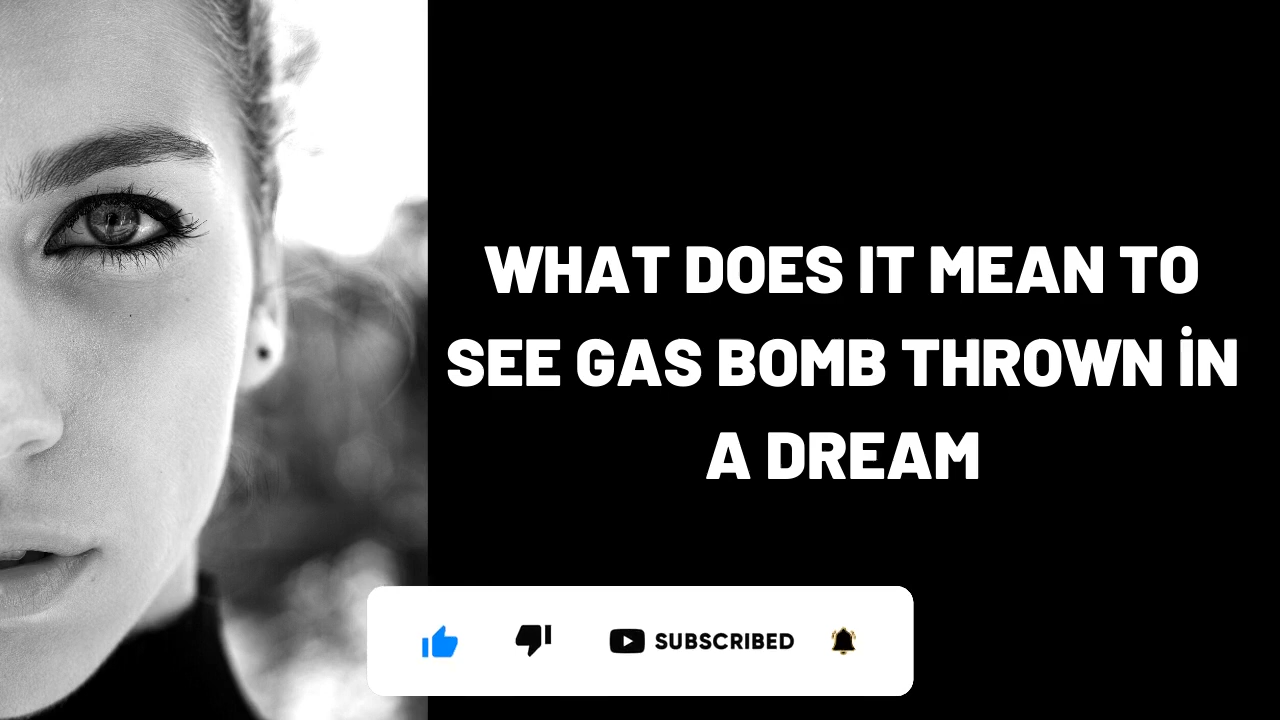 WHAT DOES IT MEAN TO
SEE GAS BOMB THROWN İN
A DREAM
SUBSCRIBED